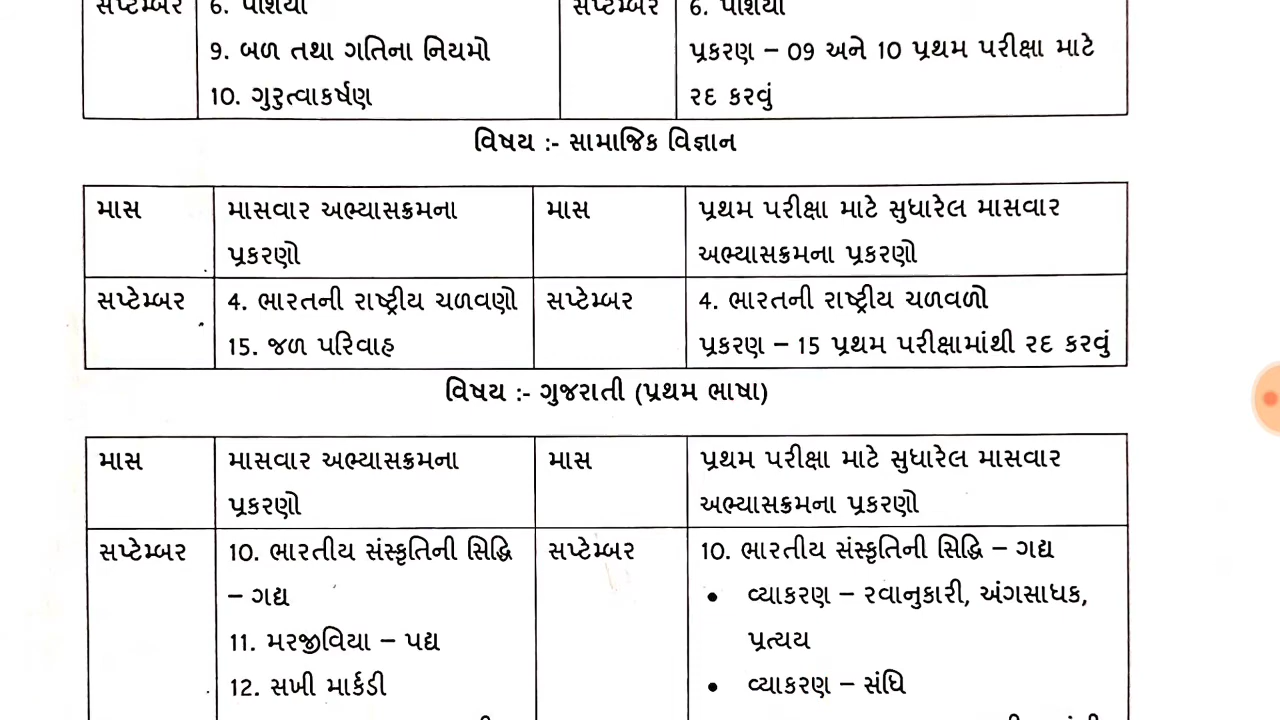 સપ્ટેમ્બર 6. પેશીઓ સપ્ટેમ્બર 6. પેશીઓ
9. બળ તથા ગતિના નિયમો પ્રકરણ – 09 અને 10 પ્રથમ પરીક્ષા માટે
10. ગુરુત્વાકર્ષણ રદ કરવું
વિષય :- સામાજિક વિજ્ઞાન
માસ માસવાર અભ્યાસક્રમના માસ પ્રથમ પરીક્ષા માટે સુધારેલ માસવાર
પ્રકરણો અભ્યાસક્રમના પ્રકરણો
સપ્ટેમ્બર 4. ભારતની રાષ્ટ્રીય ચળવણો સપ્ટેમ્બર 4. ભારતની રાષ્ટ્રીય ચળવળો
15. જળ પરિવાહ પ્રકરણ – 15 પ્રથમ પરીક્ષામાંથી રદ કરવું
વિષય :- ગુજરાતી (પ્રથમ ભાષા)
માસ માસવાર અભ્યાસક્રમના માસ પ્રથમ પરીક્ષા માટે સુધારેલ માસવાર
પ્રકરણો અભ્યાસક્રમના પ્રકરણો
સપ્ટેમ્બર 10. ભારતીય સંસ્કૃતિની સિદ્ધિ સપ્ટેમ્બર 10. ભારતીય સંસ્કૃતિની સિદ્ધિ – ગદ્ય
– ગદ્ય • વ્યાકરણ – રવાનુકારી, અંગસાધક,
11. મરજીવિયા – પદ્ય પ્રત્યય
12. સખી માર્કડી • વ્યાકરણ – સંધિ